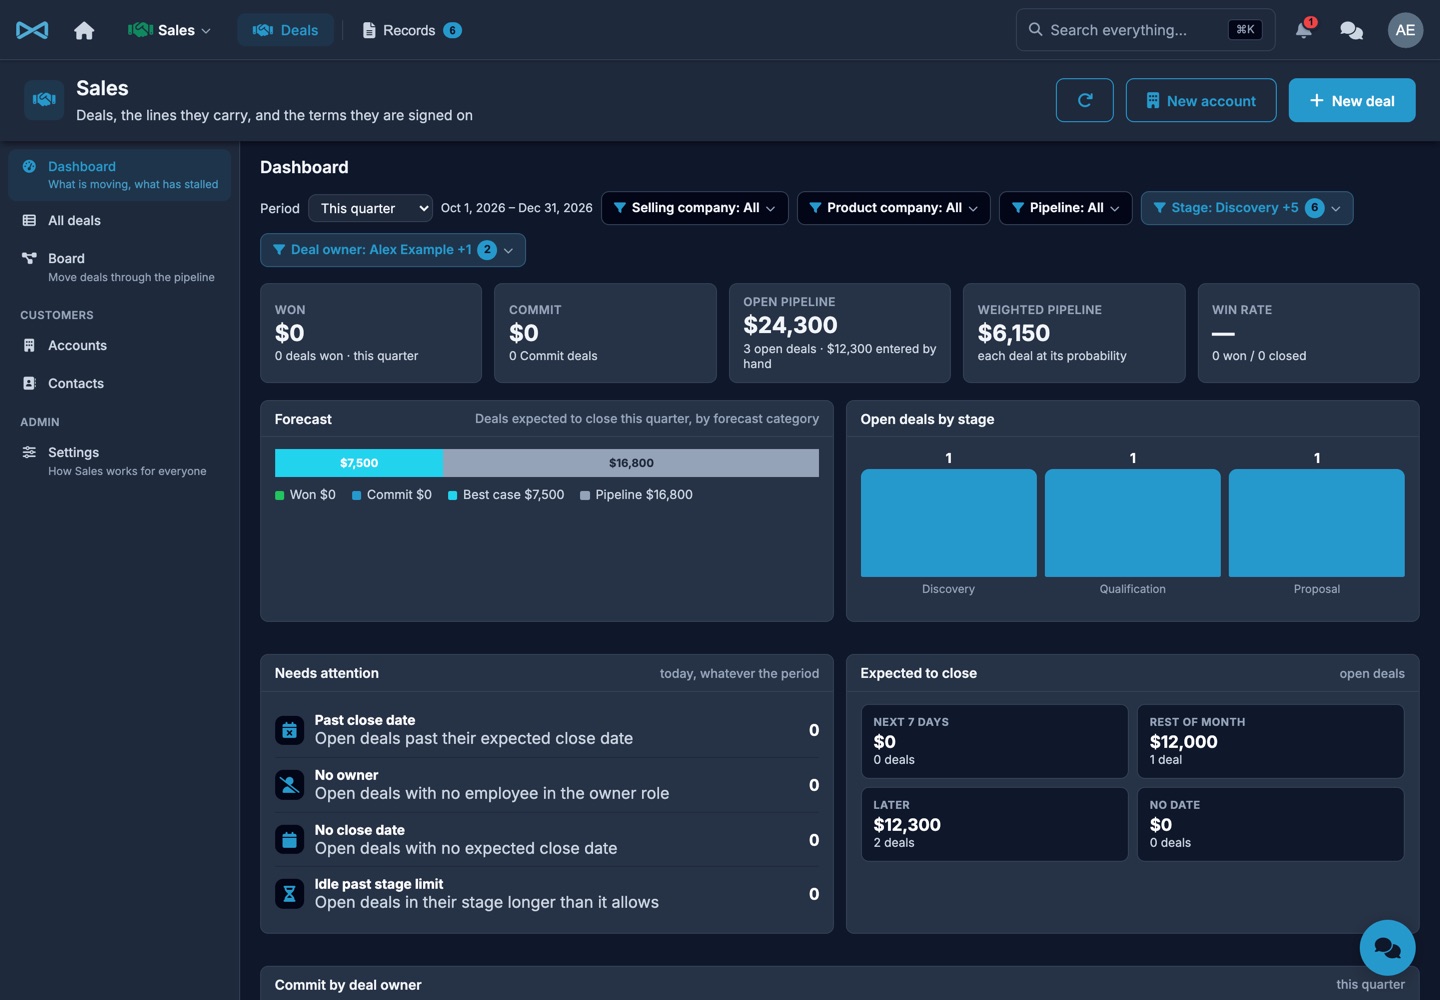 Sales
Deals
Records 6
Search everything... ⌘K
1
AE
Sales
Deals, the lines they carry, and the terms they are signed on
New account
New deal
Dashboard
What is moving, what has stalled
All deals
Board
Move deals through the pipeline
CUSTOMERS
Accounts
Contacts
ADMIN
Settings
How Sales works for everyone
Dashboard
Period This quarter Oct 1, 2026 – Dec 31, 2026 Selling company: All Product company: All Pipeline: All Stage: Discovery +5 6
Deal owner: Alex Example +1 2
WON
$0
0 deals won · this quarter
COMMIT
$0
0 Commit deals
OPEN PIPELINE
$24,300
3 open deals · $12,300 entered by
hand
WEIGHTED PIPELINE
$6,150
each deal at its probability
WIN RATE
—
0 won / 0 closed
Forecast
Deals expected to close this quarter, by forecast category
$7,500 $16,800
Won $0 Commit $0 Best case $7,500 Pipeline $16,800
Open deals by stage
1 1 1
Discovery Qualification Proposal
Needs attention
today, whatever the period
Past close date
Open deals past their expected close date
0
No owner
Open deals with no employee in the owner role
0
No close date
Open deals with no expected close date
0
Idle past stage limit
Open deals in their stage longer than it allows
0
Expected to close
open deals
NEXT 7 DAYS
$0
0 deals
REST OF MONTH
$12,000
1 deal
LATER
$12,300
2 deals
NO DATE
$0
0 deals
Commit by deal owner
this quarter